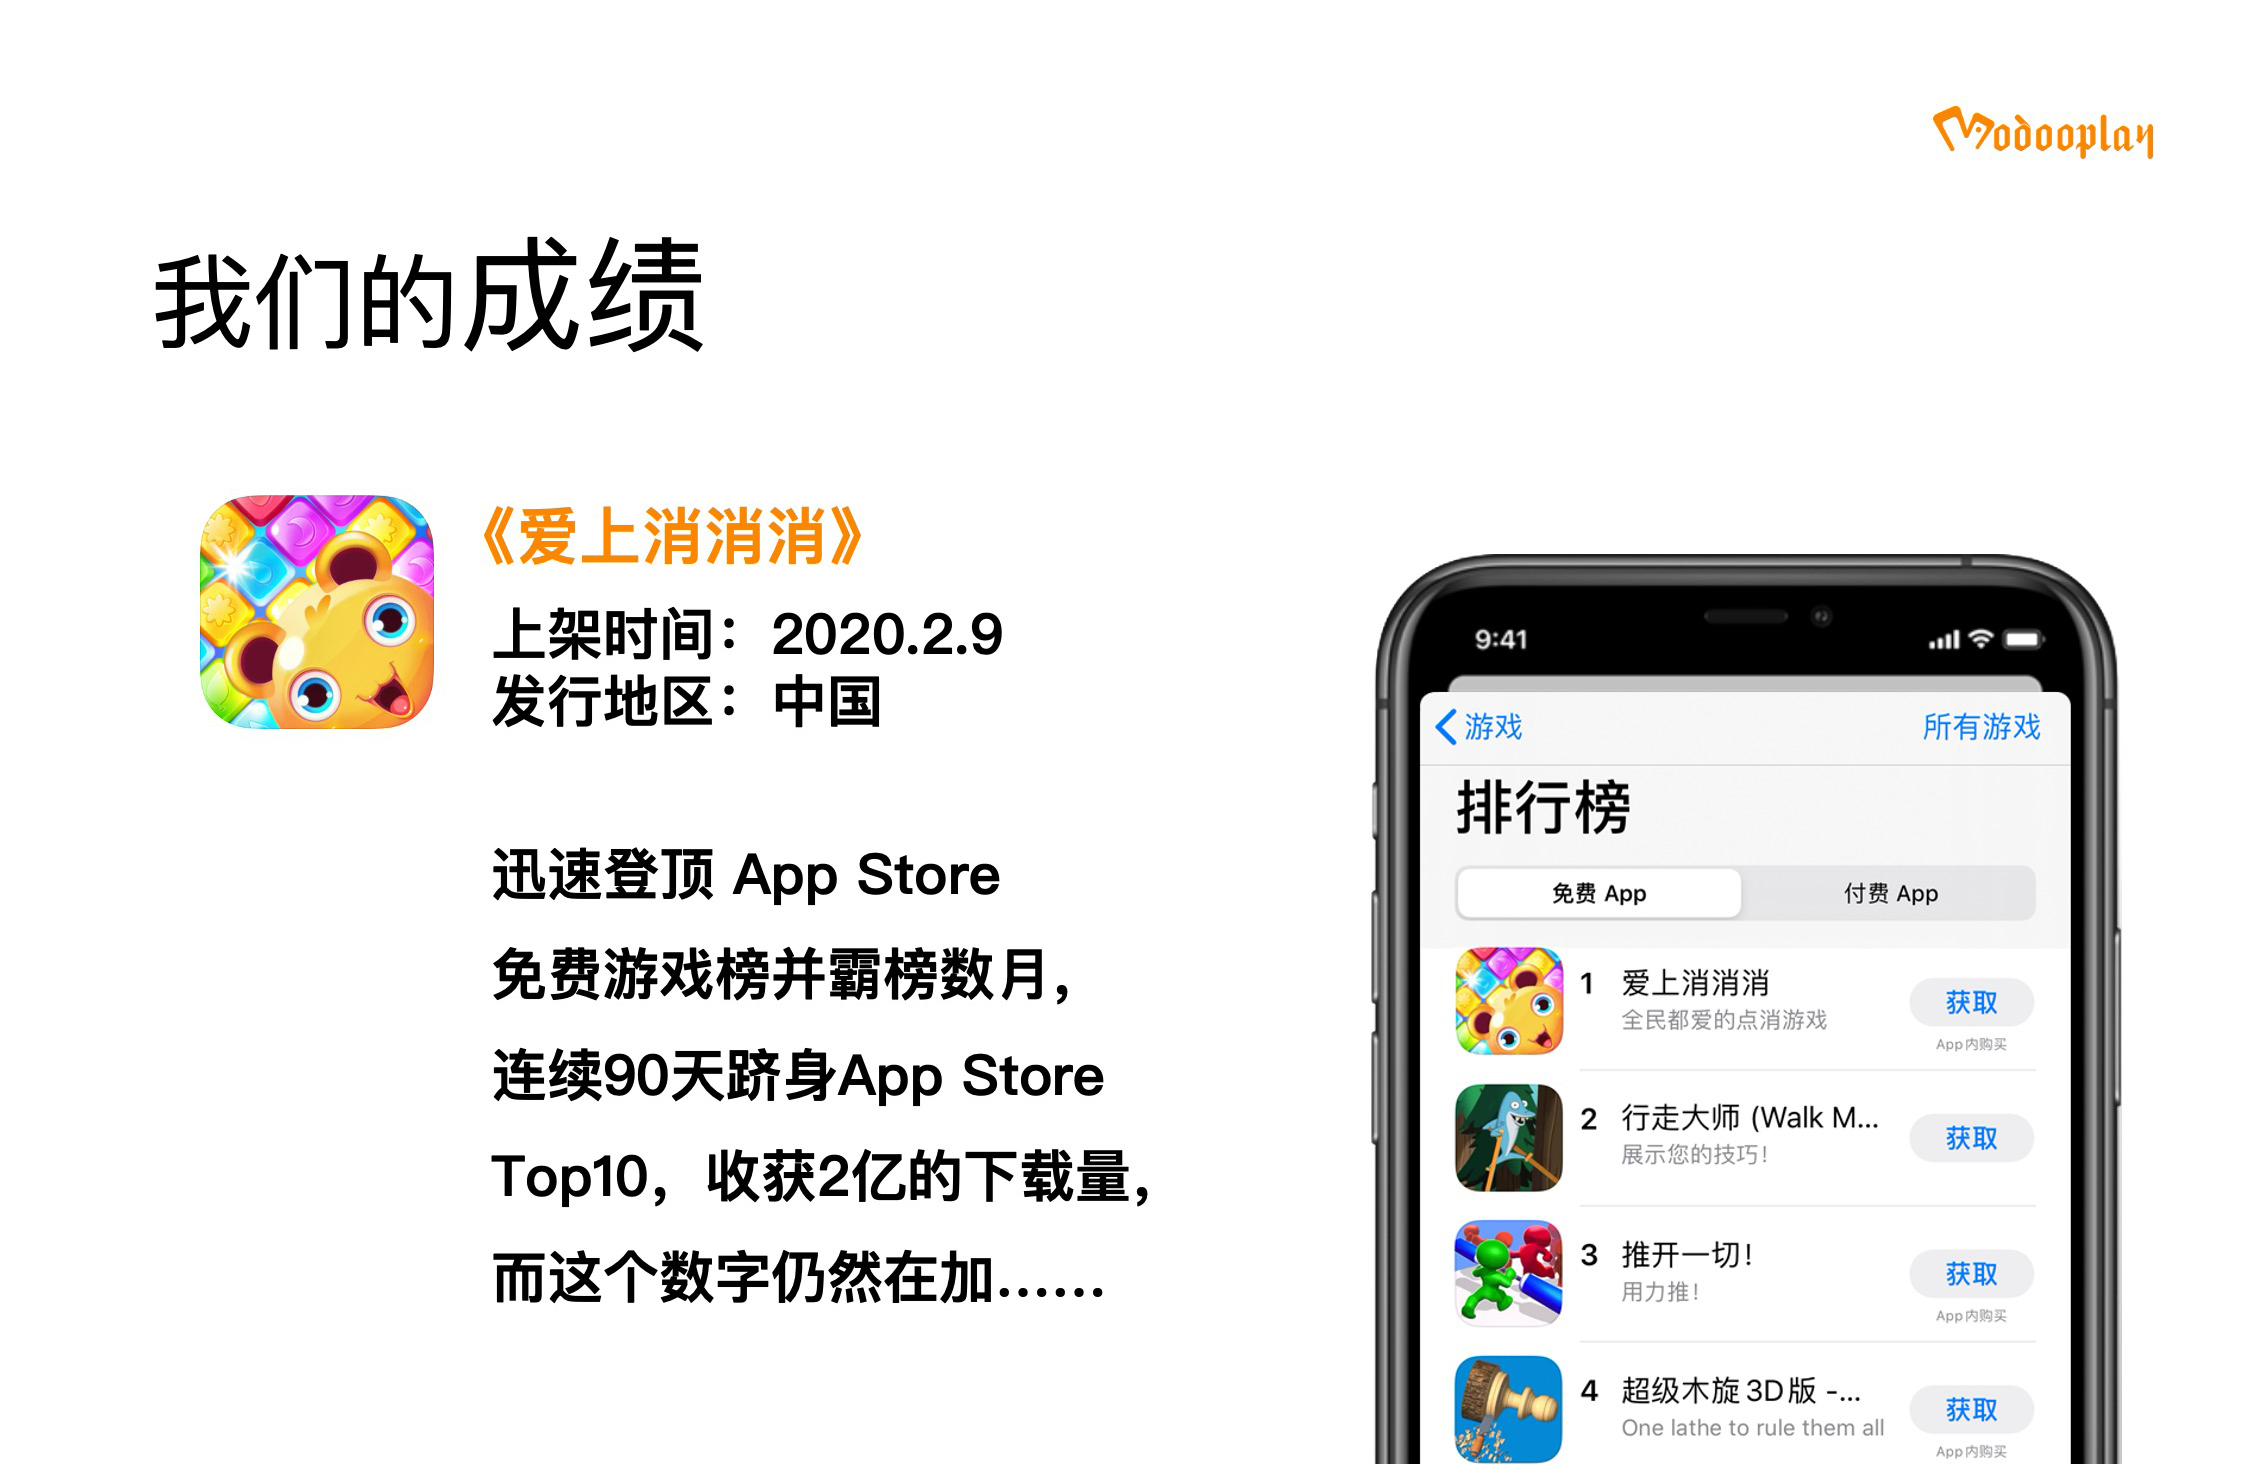 Modooplay
我们的成绩
《爱上消消消》
上架时间：2020.2.9
发行地区：中国
迅速登顶 App Store
免费游戏榜并霸榜数月，
连续90天跻身App Store
Top10，收获2亿的下载量，
而这个数字仍然在加……
9:41
游戏
所有游戏
排行榜
免费 App
付费 App
1 爱上消消消
全民都爱的点消游戏
获取
App内购买
2 行走大师 (Walk M...
展示您的技巧！
获取
3 推开一切！
用力推！
获取
App内购买
4 超级木旋3D版 -...
One lathe to rule them all
获取
App内购买